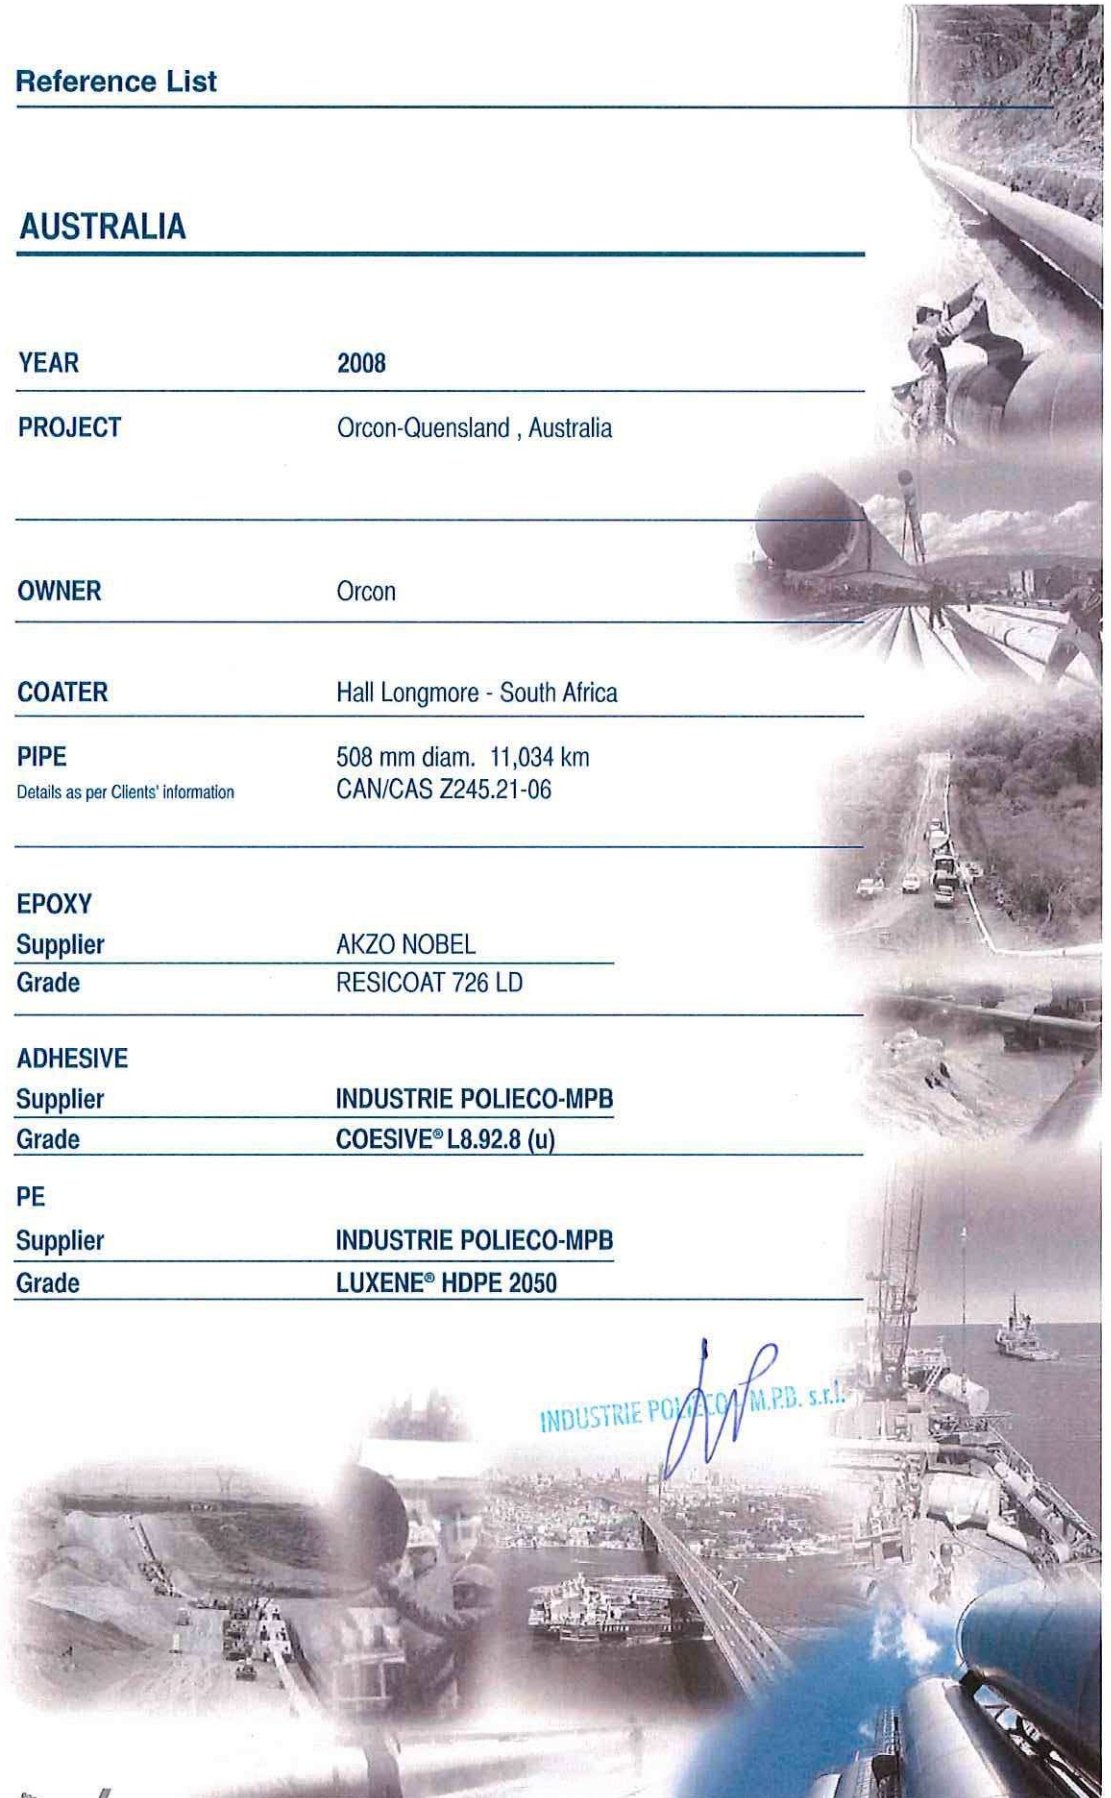 Reference List
AUSTRALIA
YEAR 2008
PROJECT Orcon-Quensland , Australia
OWNER Orcon
COATER Hall Longmore - South Africa
PIPE 508 mm diam. 11,034 km
Details as per Clients' information CAN/CAS Z245.21-06
EPOXY
Supplier AKZO NOBEL
Grade RESICOAT 726 LD
ADHESIVE
Supplier INDUSTRIE POLIECO-MPB
Grade COESIVE® L8.92.8 (u)
PE
Supplier INDUSTRIE POLIECO-MPB
Grade LUXENE® HDPE 2050
INDUSTRIE POLIECO - M.P.B. s.r.l.